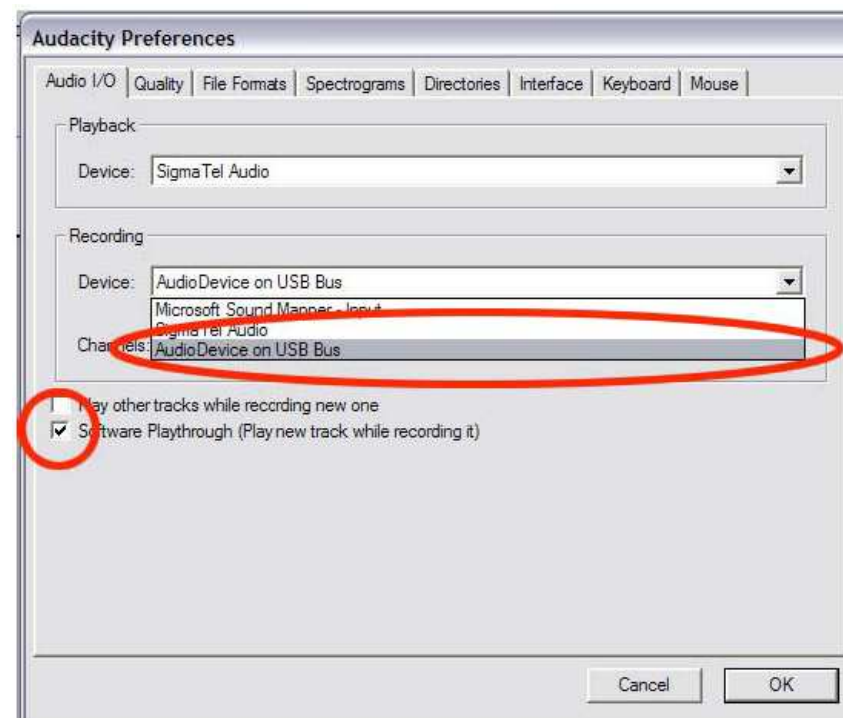 Audacity Preferences
Audio I/O Quality File Formats Spectrograms Directories Interface Keyboard Mouse
Playback
Device: SigmaTel Audio
Recording
Device: AudioDevice on USB Bus
Microsoft Sound Mapper - Input
SigmaTel Audio
Channels: AudioDevice on USB Bus
Play other tracks while recording new one
Software Playthrough (Play new track while recording it)
Cancel OK